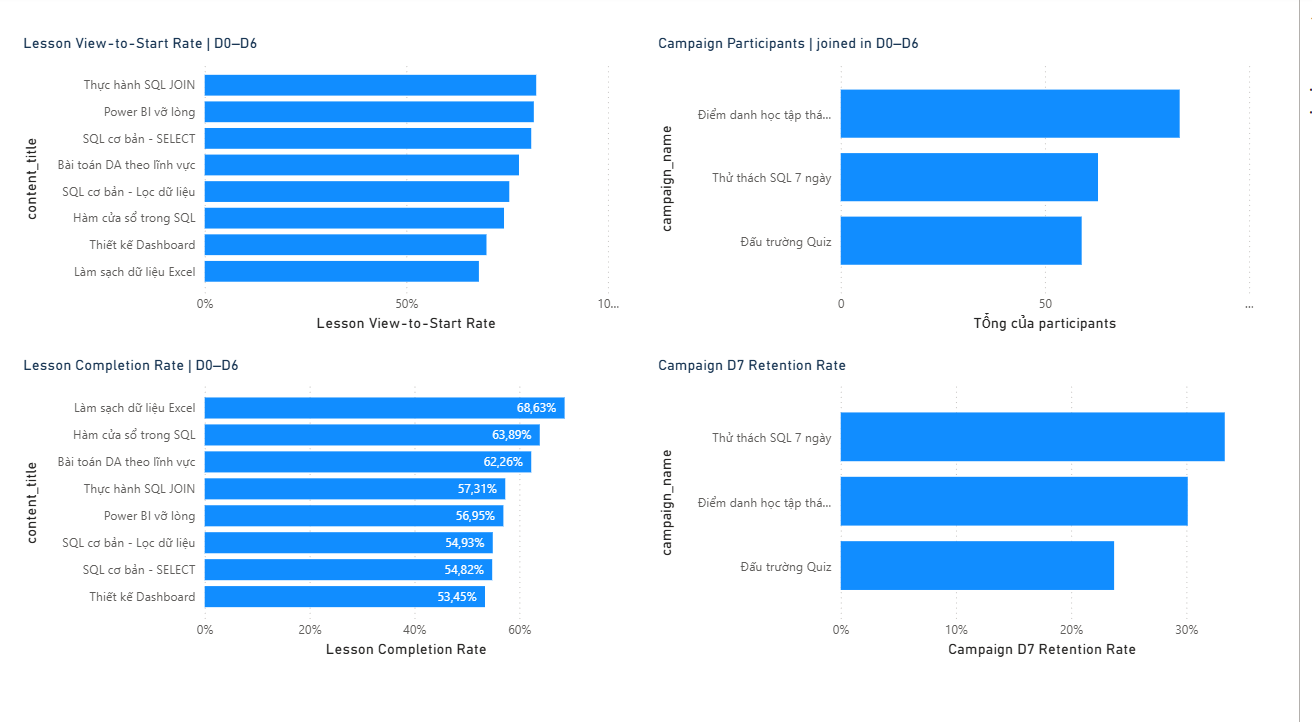 Lesson View-to-Start Rate | D0–D6
content_title
Thực hành SQL JOIN
Power BI vỡ lòng
SQL cơ bản - SELECT
Bài toán DA theo lĩnh vực
SQL cơ bản - Lọc dữ liệu
Hàm cửa sổ trong SQL
Thiết kế Dashboard
Làm sạch dữ liệu Excel
0% 50% 10...
Lesson View-to-Start Rate
Campaign Participants | joined in D0–D6
campaign_name
Điểm danh học tập thá...
Thử thách SQL 7 ngày
Đấu trường Quiz
0 50 ...
Tổng của participants
Lesson Completion Rate | D0–D6
content_title
Làm sạch dữ liệu Excel 68,63%
Hàm cửa sổ trong SQL 63,89%
Bài toán DA theo lĩnh vực 62,26%
Thực hành SQL JOIN 57,31%
Power BI vỡ lòng 56,95%
SQL cơ bản - Lọc dữ liệu 54,93%
SQL cơ bản - SELECT 54,82%
Thiết kế Dashboard 53,45%
0% 20% 40% 60%
Lesson Completion Rate
Campaign D7 Retention Rate
campaign_name
Thử thách SQL 7 ngày
Điểm danh học tập thá...
Đấu trường Quiz
0% 10% 20% 30%
Campaign D7 Retention Rate